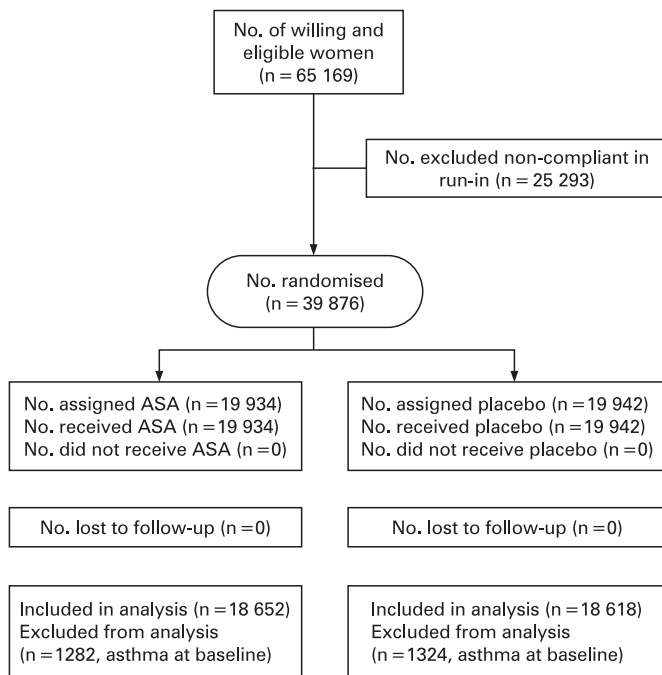 No. of willing and
eligible women
(n = 65 169)
No. excluded non-compliant in
run-in (n = 25 293)
No. randomised
(n = 39 876)
No. assigned ASA (n = 19 934)
No. received ASA (n = 19 934)
No. did not receive ASA (n = 0)
No. assigned placebo (n = 19 942)
No. received placebo (n = 19 942)
No. did not receive placebo (n = 0)
No. lost to follow-up (n = 0)
No. lost to follow-up (n = 0)
Included in analysis (n = 18 652)
Excluded from analysis
(n = 1282, asthma at baseline)
Included in analysis (n = 18 618)
Excluded from analysis
(n = 1324, asthma at baseline)